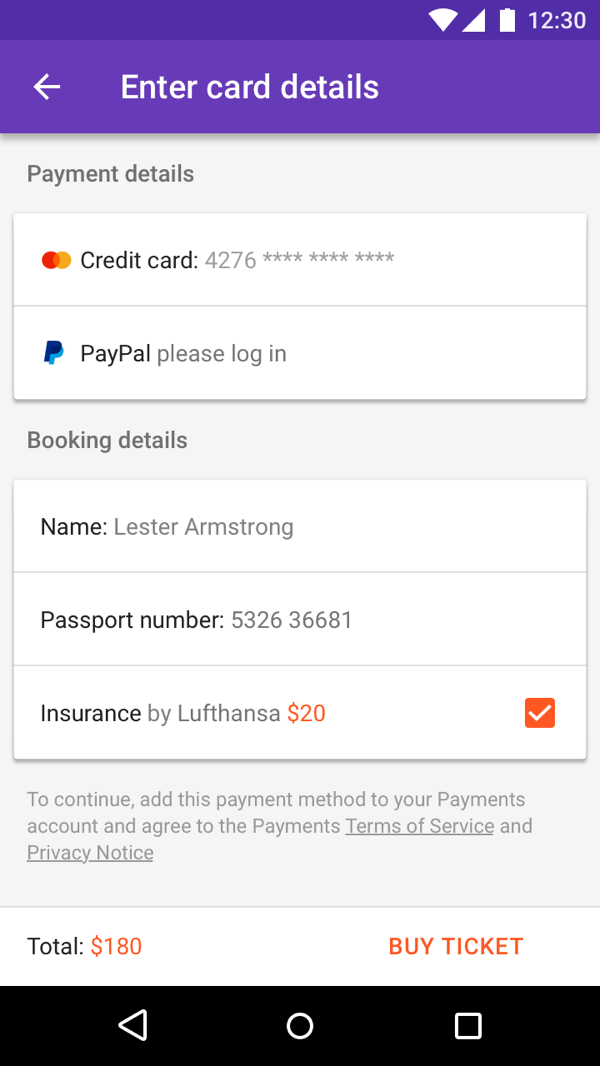 12:30
Enter card details
Payment details
Credit card: 4276 **** **** ****
PayPal please log in
Booking details
Name: Lester Armstrong
Passport number: 5326 36681
Insurance by Lufthansa $20
To continue, add this payment method to your Payments
account and agree to the Payments Terms of Service and
Privacy Notice
Total: $180 BUY TICKET